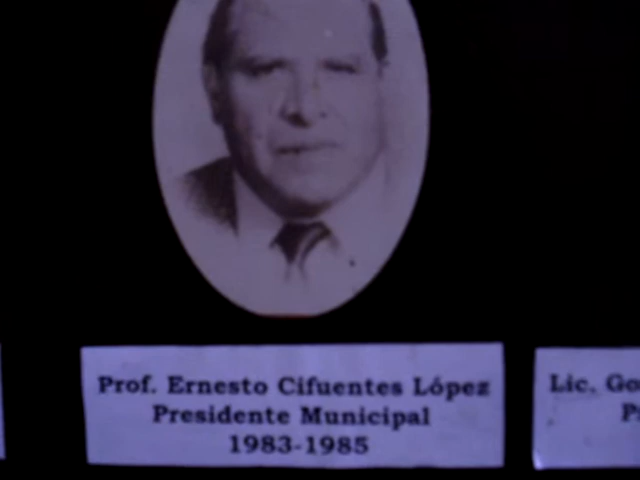 Prof. Ernesto Cifuentes López
Presidente Municipal
1983-1985
Lic.